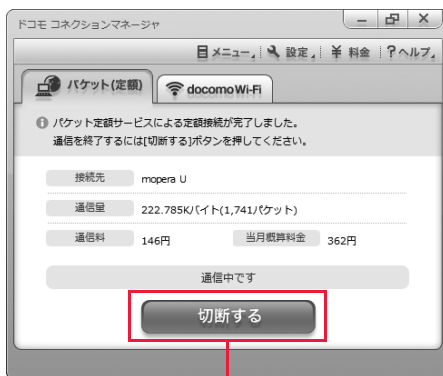 ドコモ コネクションマネージャ
メニュー 設定 ¥ 料金 ?ヘルプ
パケット(定額) docomo Wi-Fi
パケット定額サービスによる定額接続が完了しました。
通信を終了するには[切断する]ボタンを押してください。
接続先 mopera U
通信量 222.785Kバイト(1,741パケット)
通信料 146円 当月概算料金 362円
通信中です
切断する